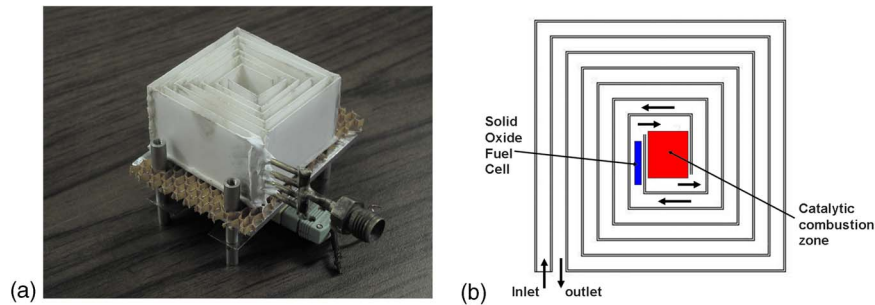 (a)
(b)
Solid
Oxide
Fuel
Cell
Catalytic
combustion
zone
Inlet
outlet